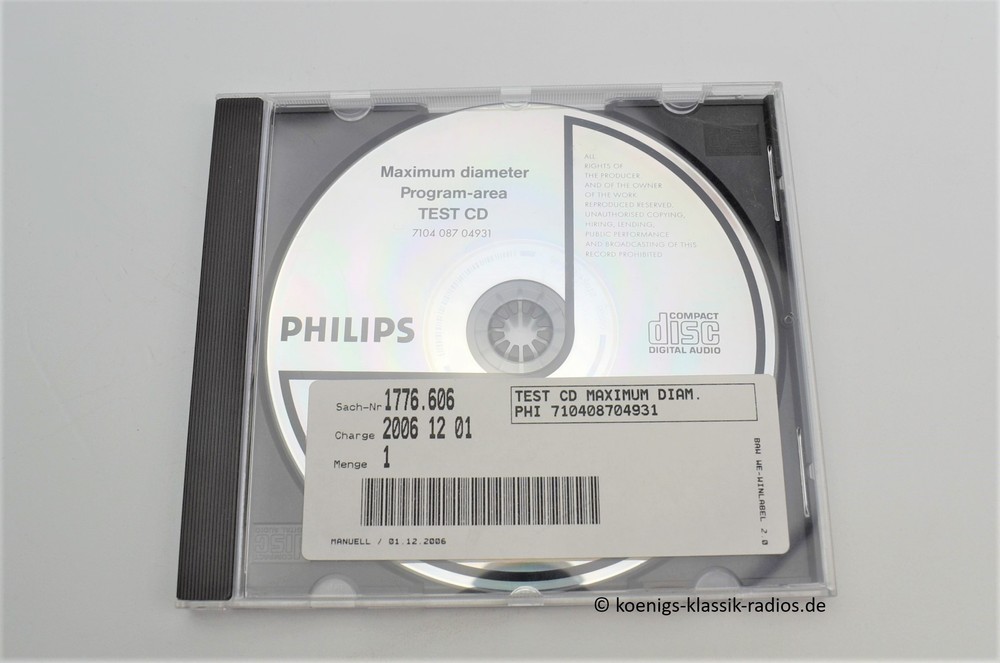 Maximum diameter
Program-area
TEST CD
7104 087 04931
ALL
RIGHTS OF
THE PRODUCER
AND OF THE OWNER
OF THE WORK
REPRODUCED RESERVED.
UNAUTHORISED COPYING,
HIRING, LENDING,
PUBLIC PERFORMANCE
AND BROADCASTING OF THIS
RECORD PROHIBITED
PHILIPS
COMPACT
disc
DIGITAL AUDIO
Sach-Nr 1776.606
Charge 2006 12 01
Menge 1
TEST CD MAXIMUM DIAM.
PHI 710408704931
BAW WE-WINLABEL 2.0
MANUELL / 01.12.2006
© koenigs-klassik-radios.de